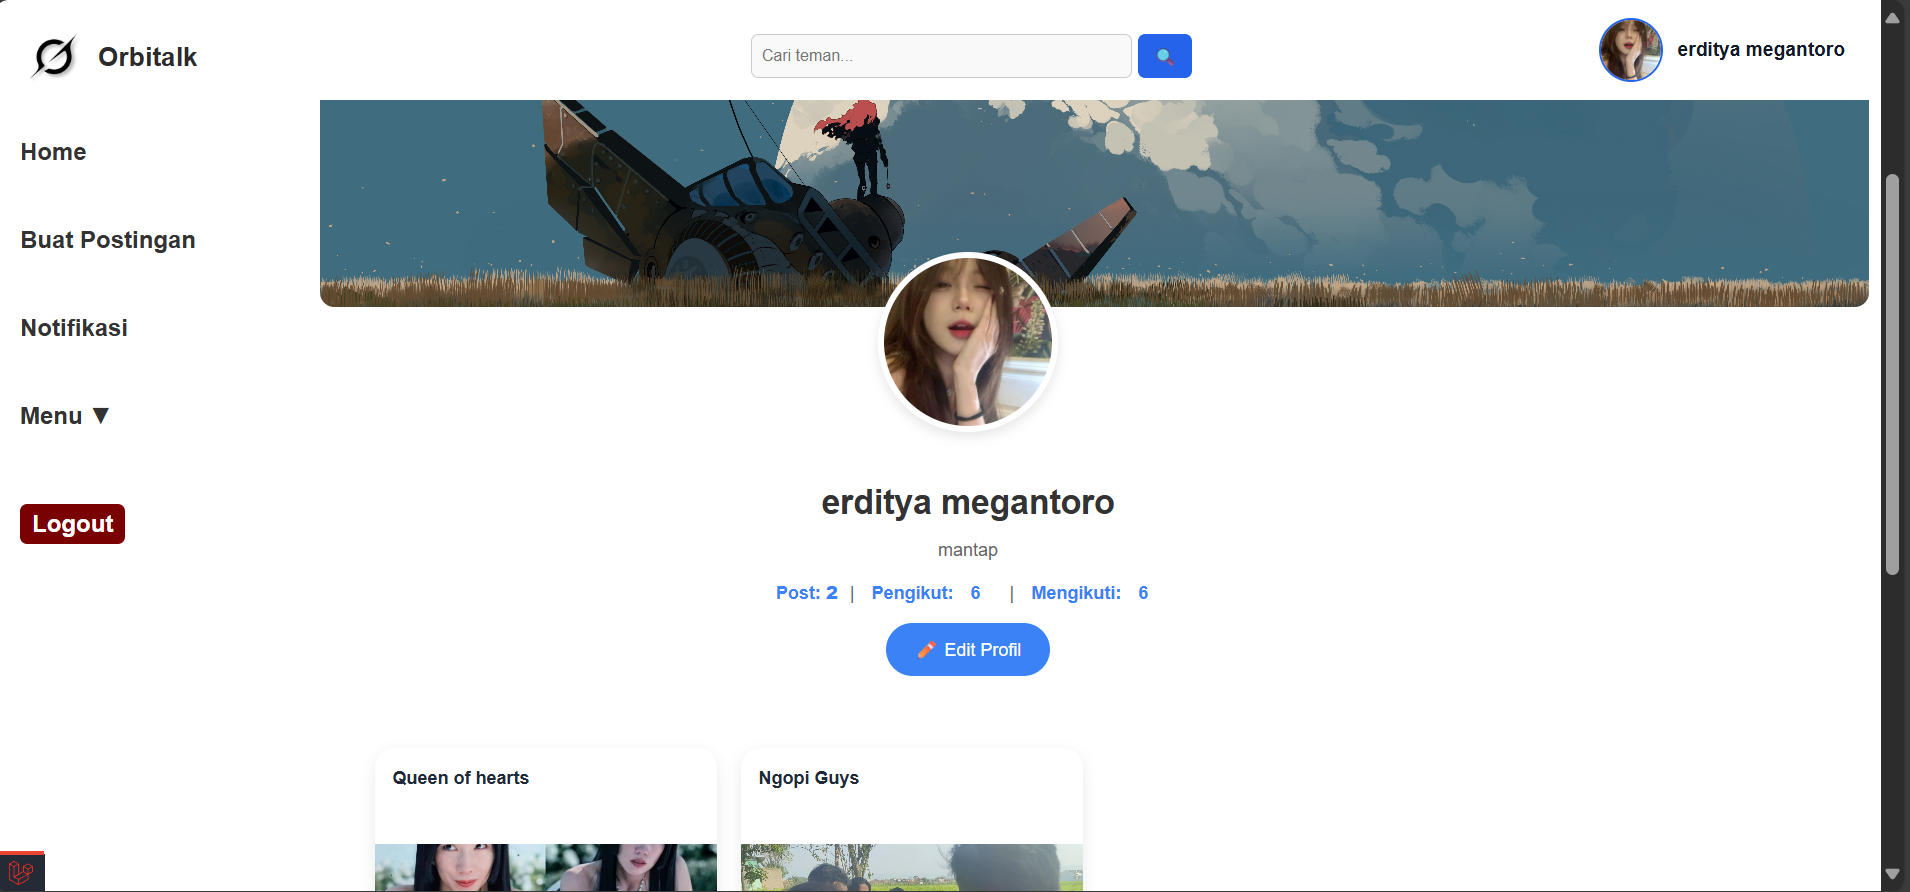 Orbitalk
Cari teman...
erditya megantoro
Home
Buat Postingan
Notifikasi
Menu ▼
Logout
erditya megantoro
mantap
Post: 2 | Pengikut: 6 | Mengikuti: 6
Edit Profil
Queen of hearts
Ngopi Guys